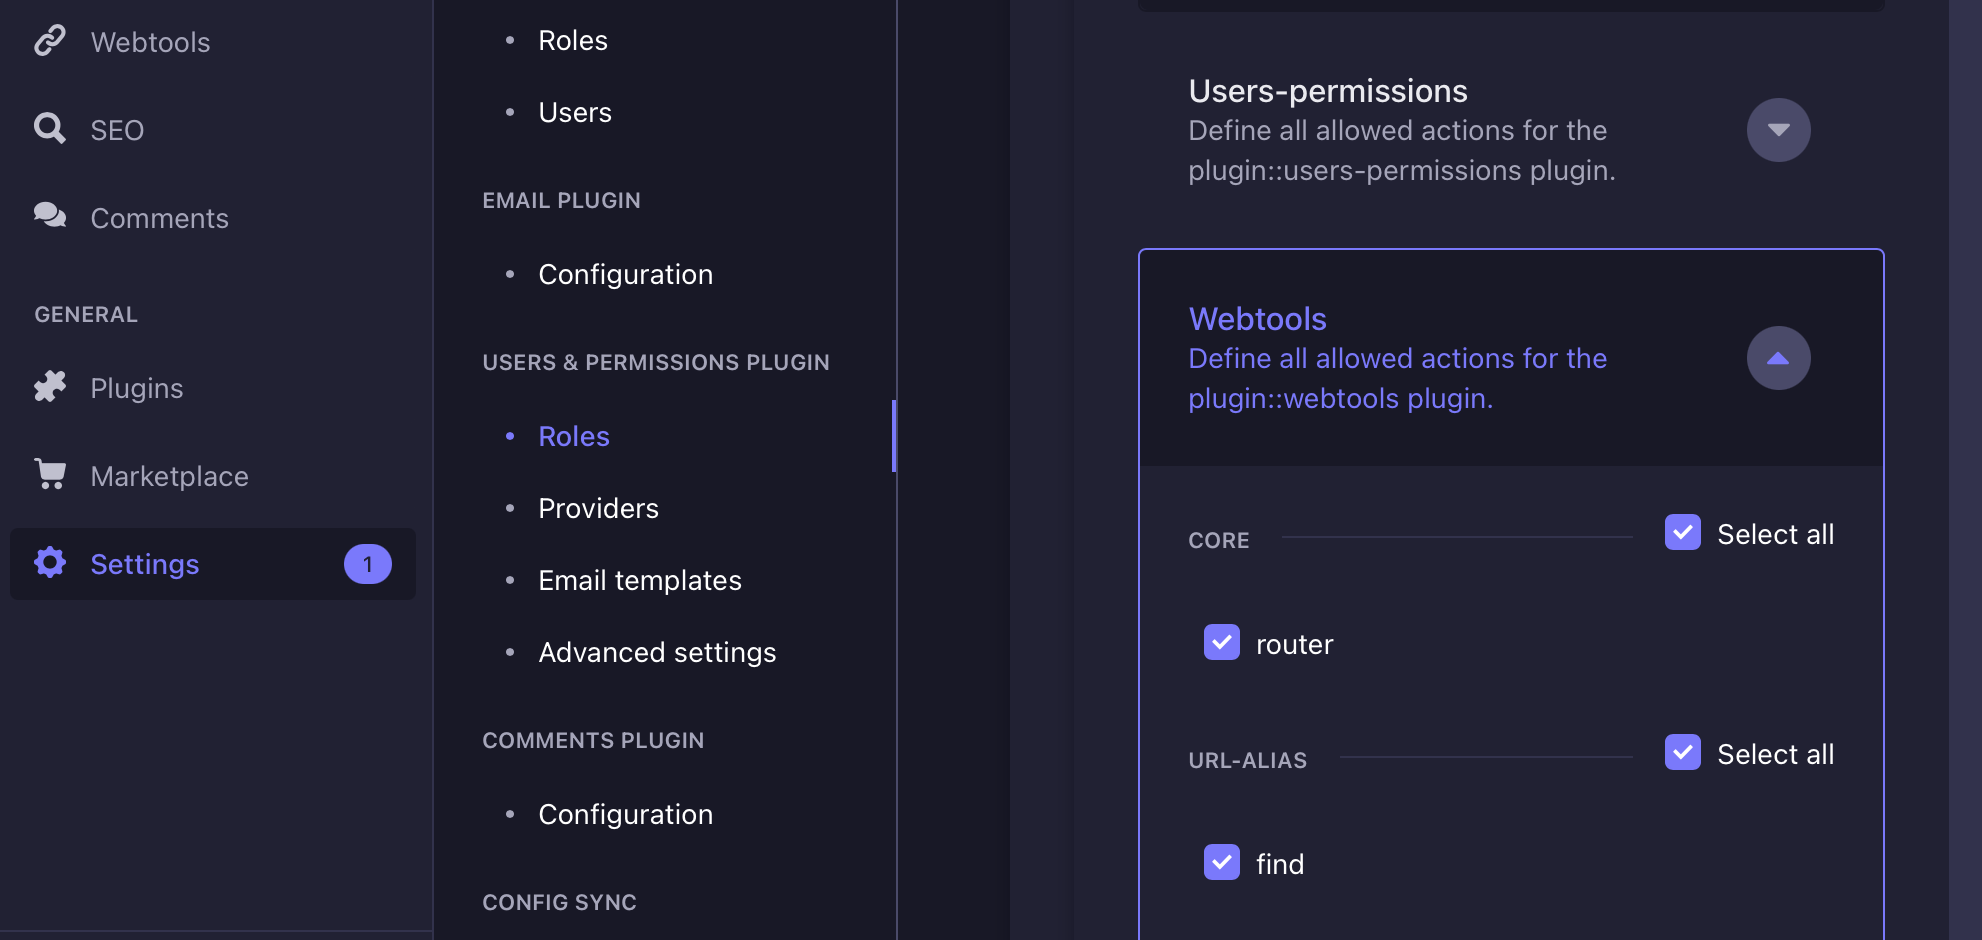 Webtools
SEO
Comments
GENERAL
Plugins
Marketplace
Settings 1
Roles
Users
EMAIL PLUGIN
Configuration
USERS & PERMISSIONS PLUGIN
Roles
Providers
Email templates
Advanced settings
COMMENTS PLUGIN
Configuration
CONFIG SYNC
Users-permissions
Define all allowed actions for the
plugin::users-permissions plugin.
Webtools
Define all allowed actions for the
plugin::webtools plugin.
CORE Select all
router
URL-ALIAS Select all
find